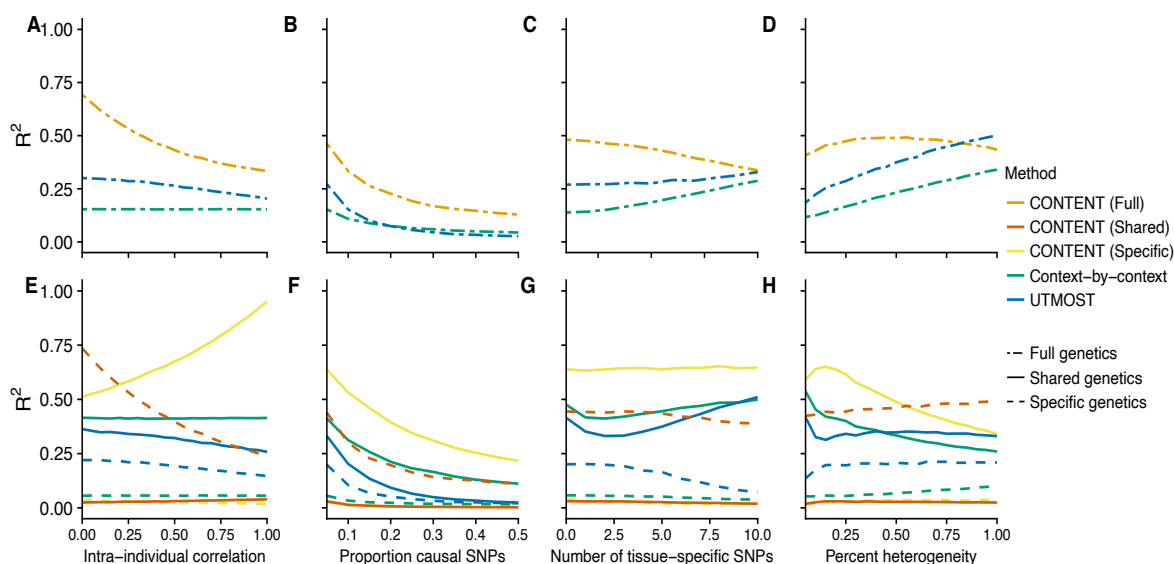 A B C D
1.00
0.75
0.50
0.25
0.00
R2
Method
CONTENT (Full)
CONTENT (Shared)
CONTENT (Specific)
Context−by−context
UTMOST
Full genetics
Shared genetics
Specific genetics
E F G H
1.00
0.75
0.50
0.25
0.00
R2
0.00 0.25 0.50 0.75 1.00
0.1 0.2 0.3 0.4 0.5
0.0 2.5 5.0 7.5 10.0
0.25 0.50 0.75 1.00
Intra−individual correlation
Proportion causal SNPs
Number of tissue−specific SNPs
Percent heterogeneity